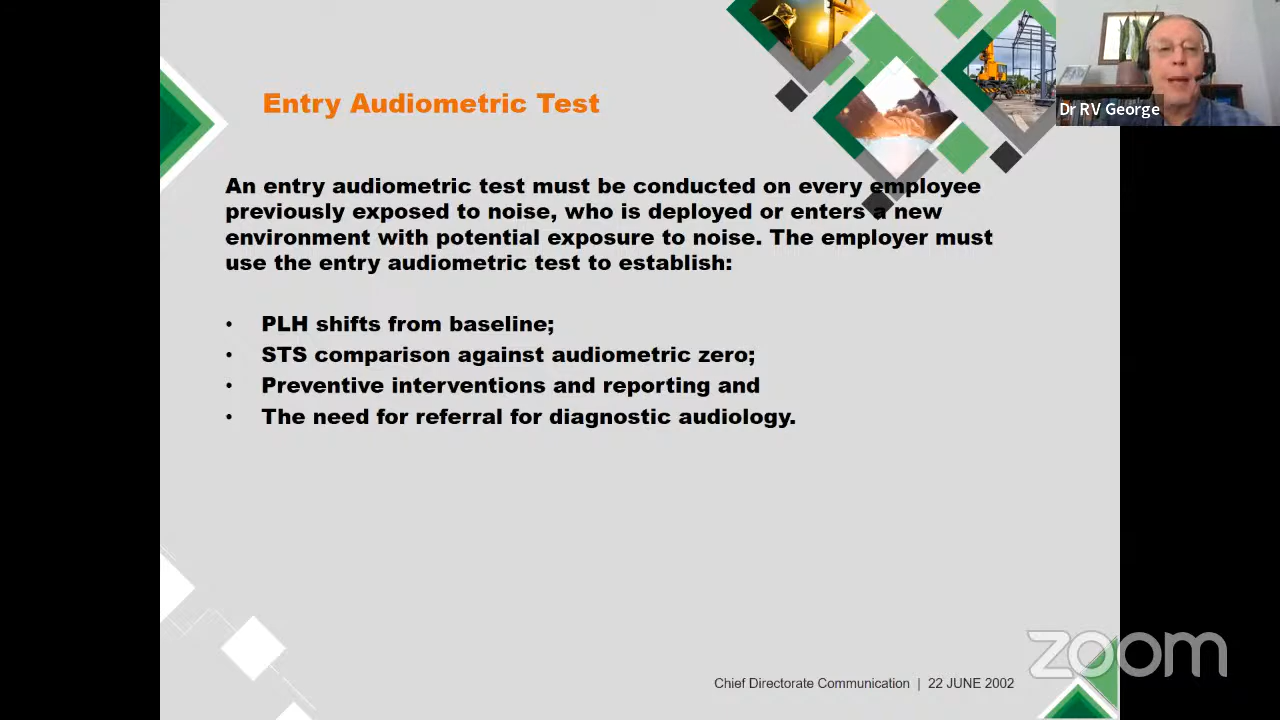 Entry Audiometric Test
Dr RV George
An entry audiometric test must be conducted on every employee
previously exposed to noise, who is deployed or enters a new
environment with potential exposure to noise. The employer must
use the entry audiometric test to establish:
• PLH shifts from baseline;
• STS comparison against audiometric zero;
• Preventive interventions and reporting and
• The need for referral for diagnostic audiology.
zoom
Chief Directorate Communication | 22 JUNE 2002